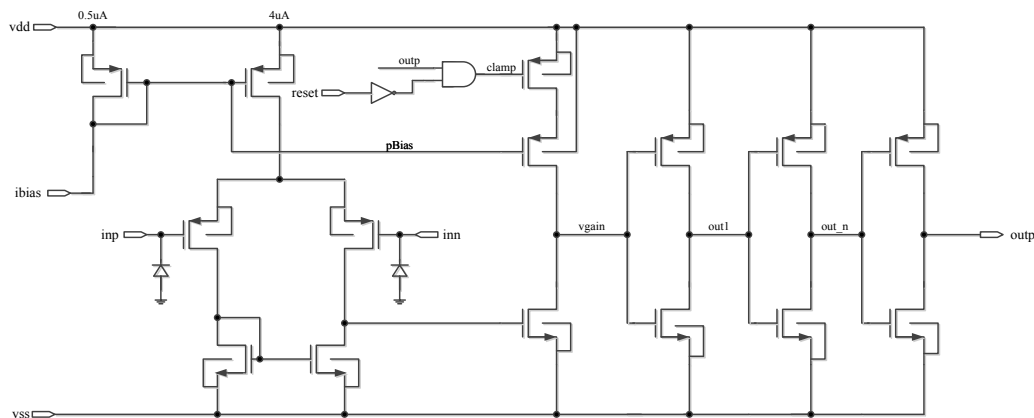 0.5uA
4uA
vdd
outp
clamp
reset
pBias
ibias
inp
inn
vgain
out1
out_n
outp
vss